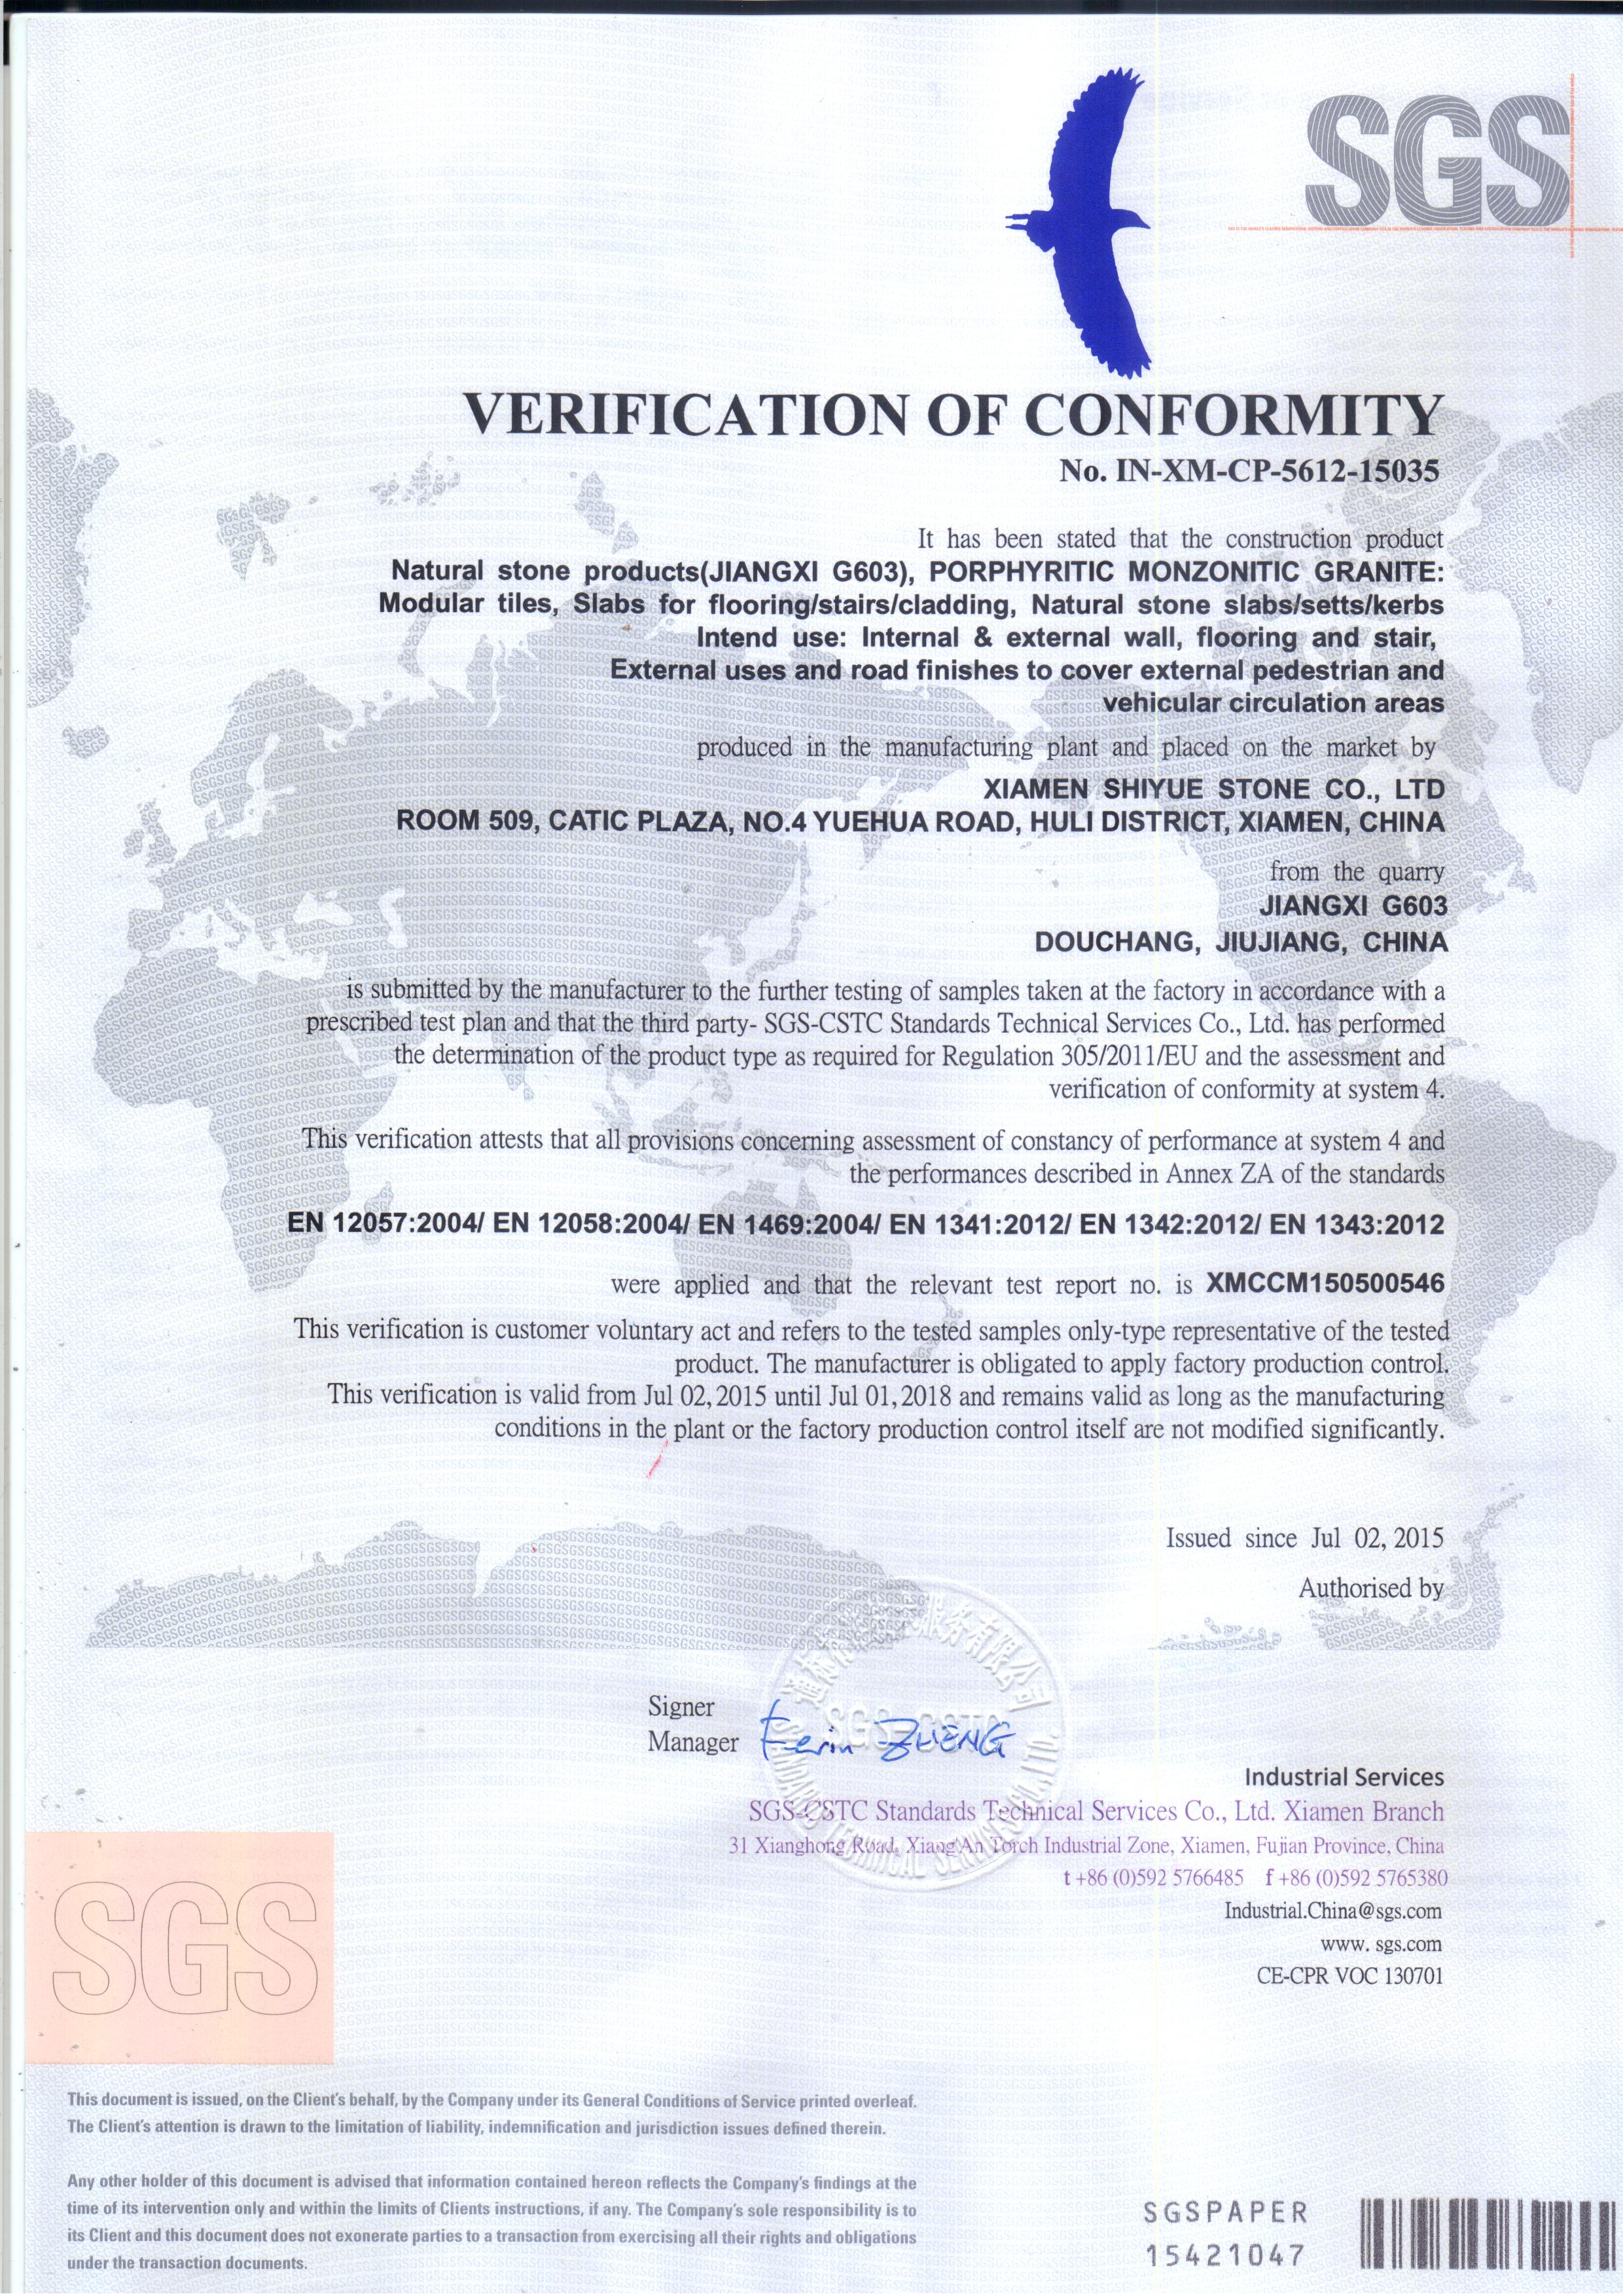 SGS
VERIFICATION OF CONFORMITY
No. IN-XM-CP-5612-15035
It has been stated that the construction product
Natural stone products(JIANGXI G603), PORPHYRITIC MONZONITIC GRANITE:
Modular tiles, Slabs for flooring/stairs/cladding, Natural stone slabs/setts/kerbs
Intend use: Internal & external wall, flooring and stair,
External uses and road finishes to cover external pedestrian and
vehicular circulation areas
produced in the manufacturing plant and placed on the market by
XIAMEN SHIYUE STONE CO., LTD
ROOM 509, CATIC PLAZA, NO.4 YUEHUA ROAD, HULI DISTRICT, XIAMEN, CHINA
from the quarry
JIANGXI G603
DOUCHANG, JIUJIANG, CHINA
is submitted by the manufacturer to the further testing of samples taken at the factory in accordance with a
prescribed test plan and that the third party- SGS-CSTC Standards Technical Services Co., Ltd. has performed
the determination of the product type as required for Regulation 305/2011/EU and the assessment and
verification of conformity at system 4.
This verification attests that all provisions concerning assessment of constancy of performance at system 4 and
the performances described in Annex ZA of the standards
EN 12057:2004/ EN 12058:2004/ EN 1469:2004/ EN 1341:2012/ EN 1342:2012/ EN 1343:2012
were applied and that the relevant test report no. is XMCCM150500546
This verification is customer voluntary act and refers to the tested samples only-type representative of the tested
product. The manufacturer is obligated to apply factory production control.
This verification is valid from Jul 02, 2015 until Jul 01, 2018 and remains valid as long as the manufacturing
conditions in the plant or the factory production control itself are not modified significantly.
Issued since Jul 02, 2015
Authorised by
Signer
Manager
ZHENG
服务有限公司
SGS-CSTC
STANDARDS TECHNICAL SERVICES CO., LTD.
Industrial Services
SGS-CSTC Standards Technical Services Co., Ltd. Xiamen Branch
31 Xianghong Road, Xiang An Torch Industrial Zone, Xiamen, Fujian Province, China
t +86 (0)592 5766485 f +86 (0)592 5765380
Industrial.China@sgs.com
www. sgs.com
CE-CPR VOC 130701
SGS
This document is issued, on the Client's behalf, by the Company under its General Conditions of Service printed overleaf.
The Client's attention is drawn to the limitation of liability, indemnification and jurisdiction issues defined therein.
Any other holder of this document is advised that information contained hereon reflects the Company's findings at the
time of its intervention only and within the limits of Clients instructions, if any. The Company's sole responsibility is to
its Client and this document does not exonerate parties to a transaction from exercising all their rights and obligations
under the transaction documents.
SGSPAPER
15421047